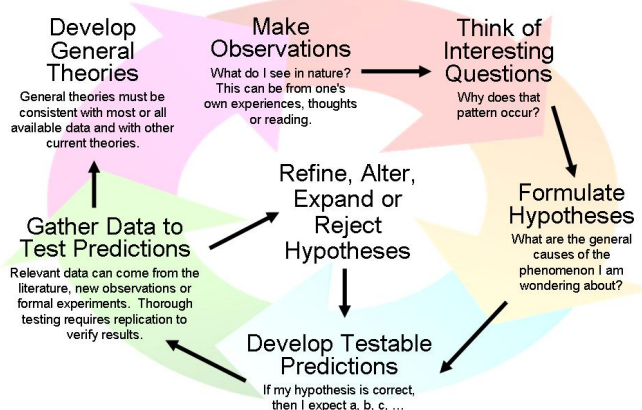 Make
Observations
What do I see in nature?
This can be from one's
own experiences, thoughts
or reading.
Think of
Interesting
Questions
Why does that
pattern occur?
Formulate
Hypotheses
What are the general
causes of the
phenomenon I am
wondering about?
Develop Testable
Predictions
If my hypothesis is correct,
then I expect a, b, c, ...
Gather Data to
Test Predictions
Relevant data can come from the
literature, new observations or
formal experiments. Thorough
testing requires replication to
verify results.
Refine, Alter,
Expand or
Reject
Hypotheses
Develop
General
Theories
General theories must be
consistent with most or all
available data and with other
current theories.